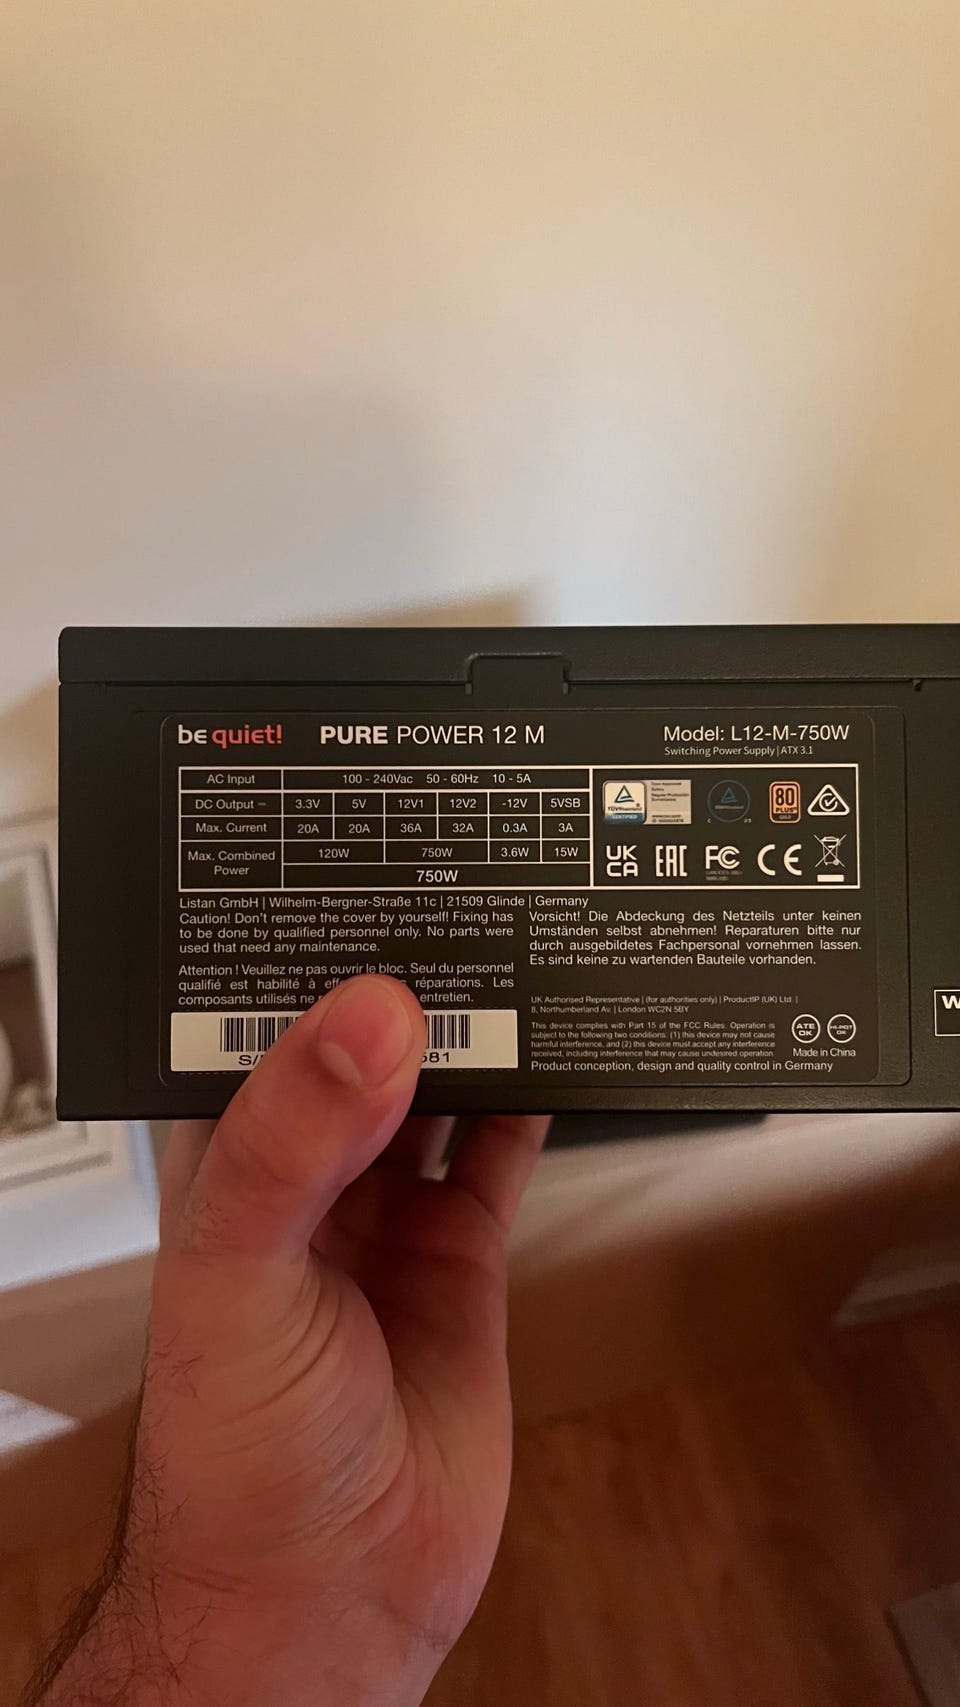 be quiet! PURE POWER 12 M Model: L12-M-750W
Switching Power Supply | ATX 3.1
AC Input 100 - 240Vac 50 - 60Hz 10 - 5A
DC Output 3.3V 5V 12V1 12V2 -12V 5VSB
Max. Current 20A 20A 36A 32A 0.3A 3A
Max. Combined Power 120W 750W 3.6W 15W
750W
TÜVRheinland
CERTIFIED
80
PLUS
GOLD
UK
CA
EAC
FC
CE
Listan GmbH | Wilhelm-Bergner-Straße 11c | 21509 Glinde | Germany
Caution! Don't remove the cover by yourself! Fixing has
to be done by qualified personnel only. No parts were
used that need any maintenance.
Attention ! Veuillez ne pas ouvrir le bloc. Seul du personnel
qualifié est habilité à réparations. Les
composants utilisés ne entretien.
Vorsicht! Die Abdeckung des Netzteils unter keinen
Umständen selbst abnehmen! Reparaturen bitte nur
durch ausgebildetes Fachpersonal vornehmen lassen.
Es sind keine zu wartenden Bauteile vorhanden.
UK Authorised Representative | (for authorities only) | ProductIP (UK) Ltd. |
8, Northumberland Av. | London WC2N 5BY
This device complies with Part 15 of the FCC Rules. Operation is
subject to the following two conditions: (1) this device may not cause
harmful interference, and (2) this device must accept any interference
received, including interference that may cause undesired operation.
ATE
OK
HI-POT
OK
Made in China
Product conception, design and quality control in Germany
581
W